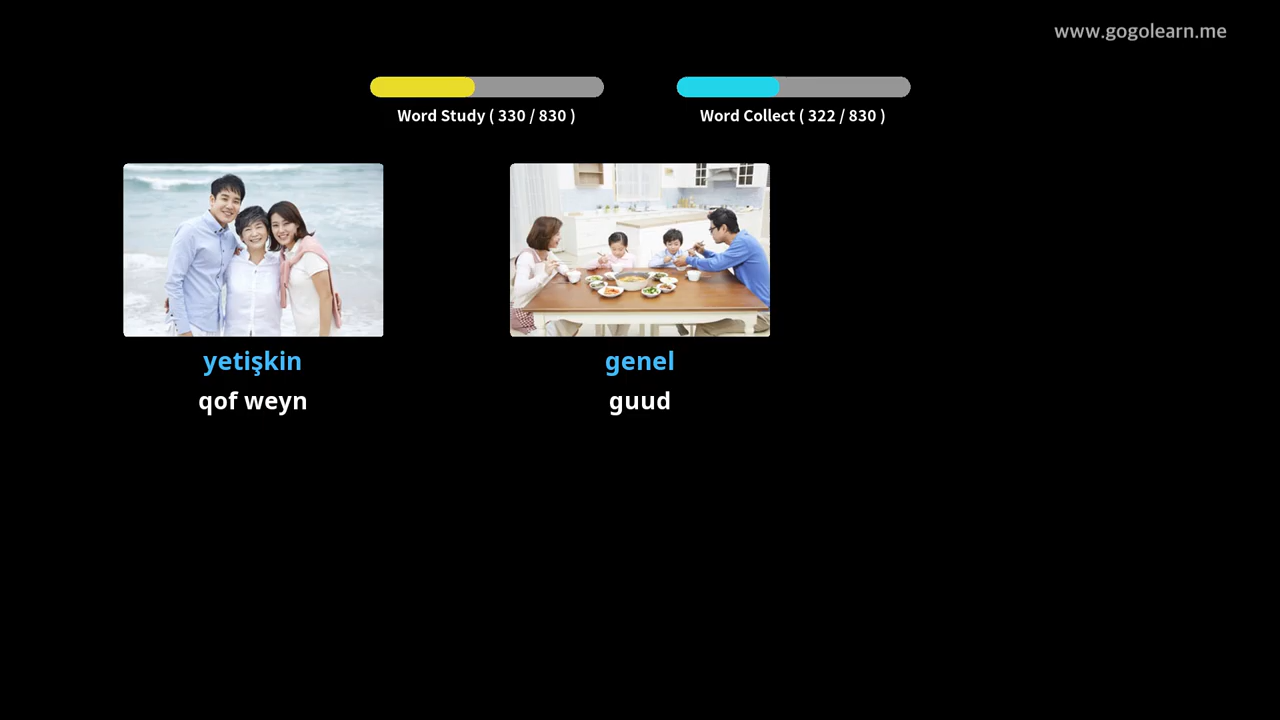 www.gogolearn.me
Word Study ( 330 / 830 )
Word Collect ( 322 / 830 )
yetişkin
genel
qof weyn
guud